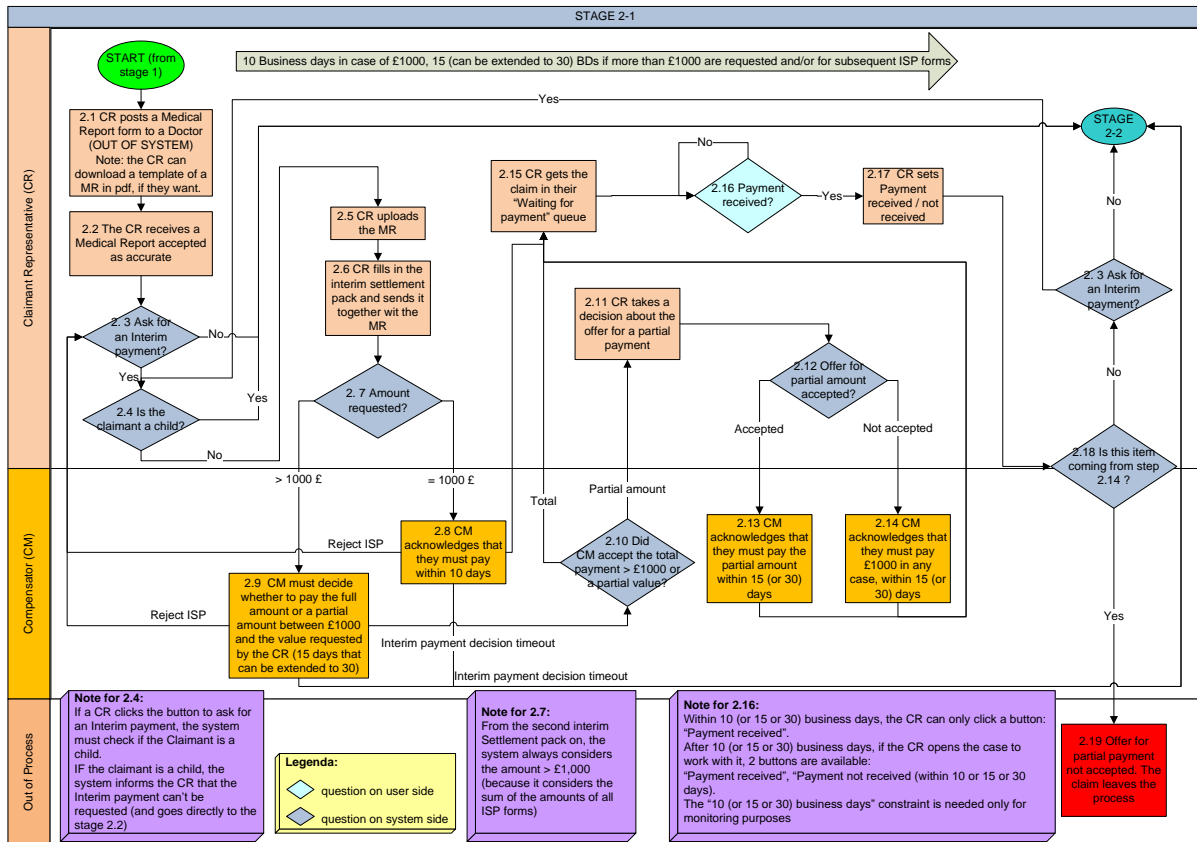 STAGE 2-1
Claimant Representative (CR)
START (from
stage 1)
10 Business days in case of £1000, 15 (can be extended to 30) BDs if more than £1000 are requested and/or for subsequent ISP forms
Yes
2.1 CR posts a Medical
Report form to a Doctor
(OUT OF SYSTEM)
Note: the CR can
download a template of a
MR in pdf, if they want.
STAGE
2-2
No
2.15 CR gets the
claim in their
“Waiting for
payment” queue
2.16 Payment
received?
Yes
2.17 CR sets
Payment
received / not
received
No
2.2 The CR receives a
Medical Report accepted
as accurate
2.5 CR uploads
the MR
2.6 CR fills in the
interim settlement
pack and sends it
together wit the
MR
2. 3 Ask for
an Interim
payment?
2.11 CR takes a
decision about the
offer for a partial
payment
2. 3 Ask for
an Interim
payment?
No
Yes
2.12 Offer for
partial amount
accepted?
No
2.4 Is the
claimant a child?
Yes
2. 7 Amount
requested?
Accepted
Not accepted
No
2.18 Is this item
coming from step
2.14 ?
Compensator (CM)
> 1000 £
= 1000 £
Total
Partial amount
Reject ISP
2.8 CM
acknowledges that
they must pay
within 10 days
2.10 Did
CM accept the total
payment > £1000 or
a partial value?
2.13 CM
acknowledges that
they must pay the
partial amount
within 15 (or 30)
days
2.14 CM
acknowledges that
they must pay
£1000 in any
case, within 15 (or
30) days
Reject ISP
2.9 CM must decide
whether to pay the full
amount or a partial
amount between £1000
and the value requested
by the CR (15 days that
can be extended to 30)
Interim payment decision timeout
Interim payment decision timeout
Yes
Out of Process
Note for 2.4:
If a CR clicks the button to ask for
an Interim payment, the system
must check if the Claimant is a
child.
IF the claimant is a child, the
system informs the CR that the
Interim payment can’t be
requested (and goes directly to the
stage 2.2)
Legenda:
question on user side
question on system side
Note for 2.7:
From the second interim
Settlement pack on, the
system always considers
the amount > £1,000
(because it considers the
sum of the amounts of all
ISP forms)
Note for 2.16:
Within 10 (or 15 or 30) business days, the CR can only click a button:
“Payment received”.
After 10 (or 15 or 30) business days, if the CR opens the case to
work with it, 2 buttons are available:
“Payment received”, “Payment not received (within 10 or 15 or 30
days).
The “10 (or 15 or 30) business days” constraint is needed only for
monitoring purposes
2.19 Offer for
partial payment
not accepted. The
claim leaves the
process